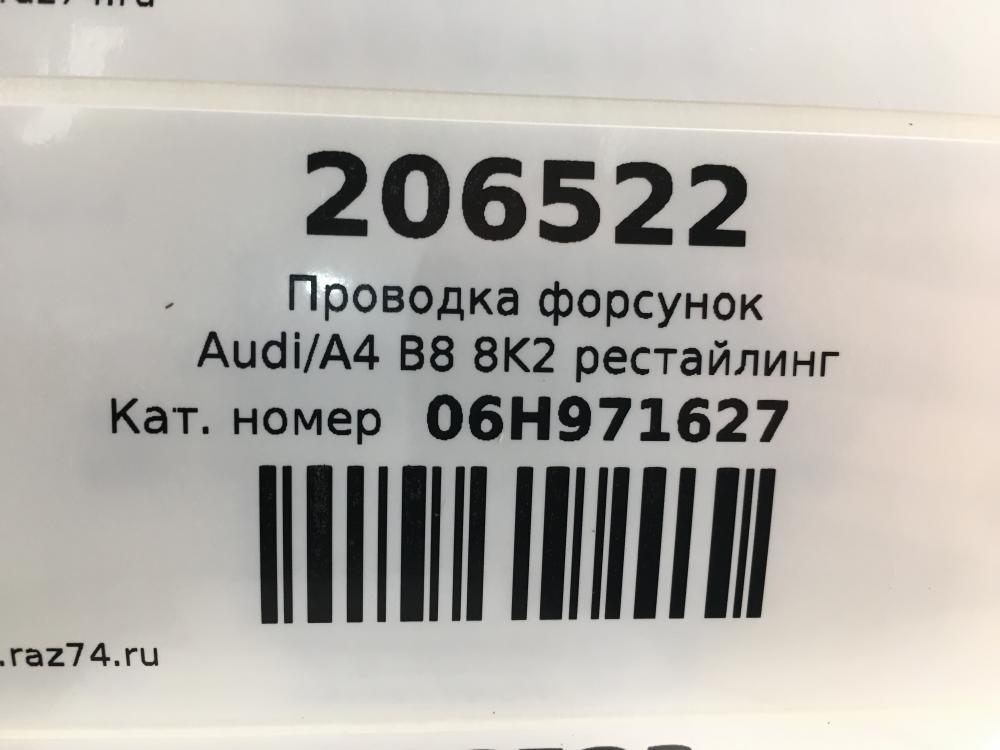 206522
Проводка форсунок
Audi/A4 B8 8K2 рестайлинг
Кат. номер 06H971627
.raz74.ru